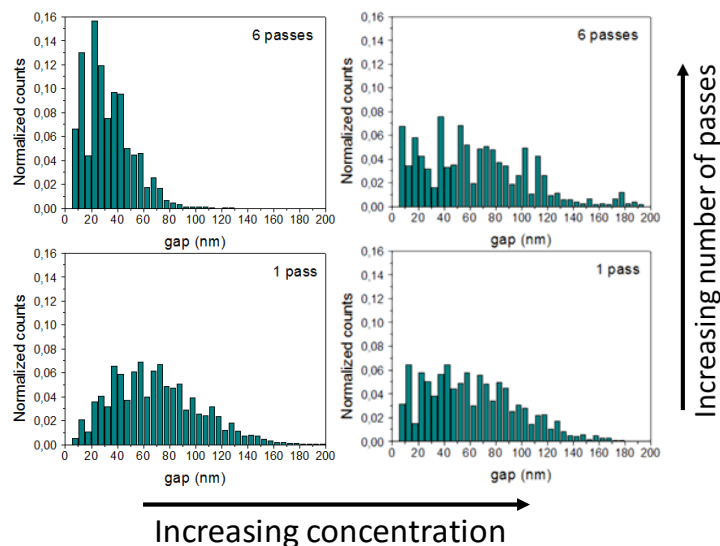 6 passes
Normalized counts
0,16
0,14
0,12
0,10
0,08
0,06
0,04
0,02
0,00
0 20 40 60 80 100 120 140 160 180 200
gap (nm)
6 passes
Normalized counts
0,16
0,14
0,12
0,10
0,08
0,06
0,04
0,02
0,00
0 20 40 60 80 100 120 140 160 180 200
gap (nm)
1 pass
Normalized counts
0,16
0,14
0,12
0,10
0,08
0,06
0,04
0,02
0,00
0 20 40 60 80 100 120 140 160 180 200
gap (nm)
1 pass
Normalized counts
0,16
0,14
0,12
0,10
0,08
0,06
0,04
0,02
0,00
0 20 40 60 80 100 120 140 160 180 200
gap (nm)
Increasing number of passes
Increasing concentration